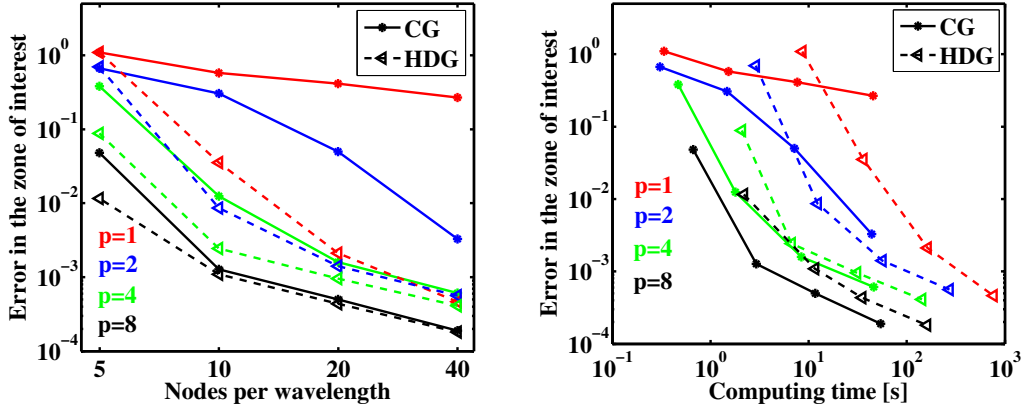 Error in the zone of interest
10^0
10^-1
10^-2
10^-3
10^-4
CG
HDG
p=1
p=2
p=4
p=8
5
10
20
40
Nodes per wavelength
Error in the zone of interest
10^0
10^-1
10^-2
10^-3
10^-4
CG
HDG
p=1
p=2
p=4
p=8
10^-1
10^0
10^1
10^2
10^3
Computing time [s]